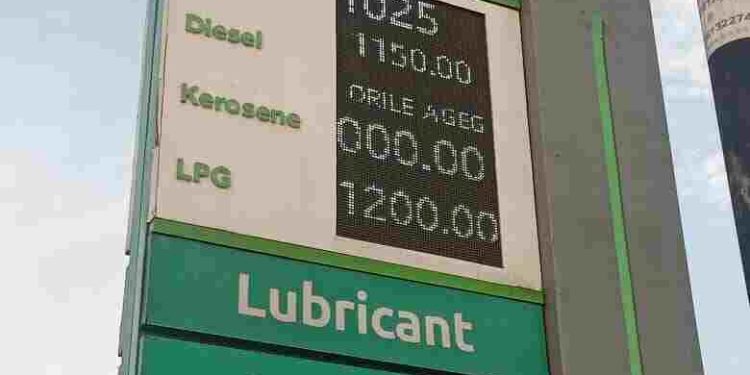 1025
Diesel 1150.00
ORILE AGEG
Kerosene 000.00
LPG 1200.00
Lubricant